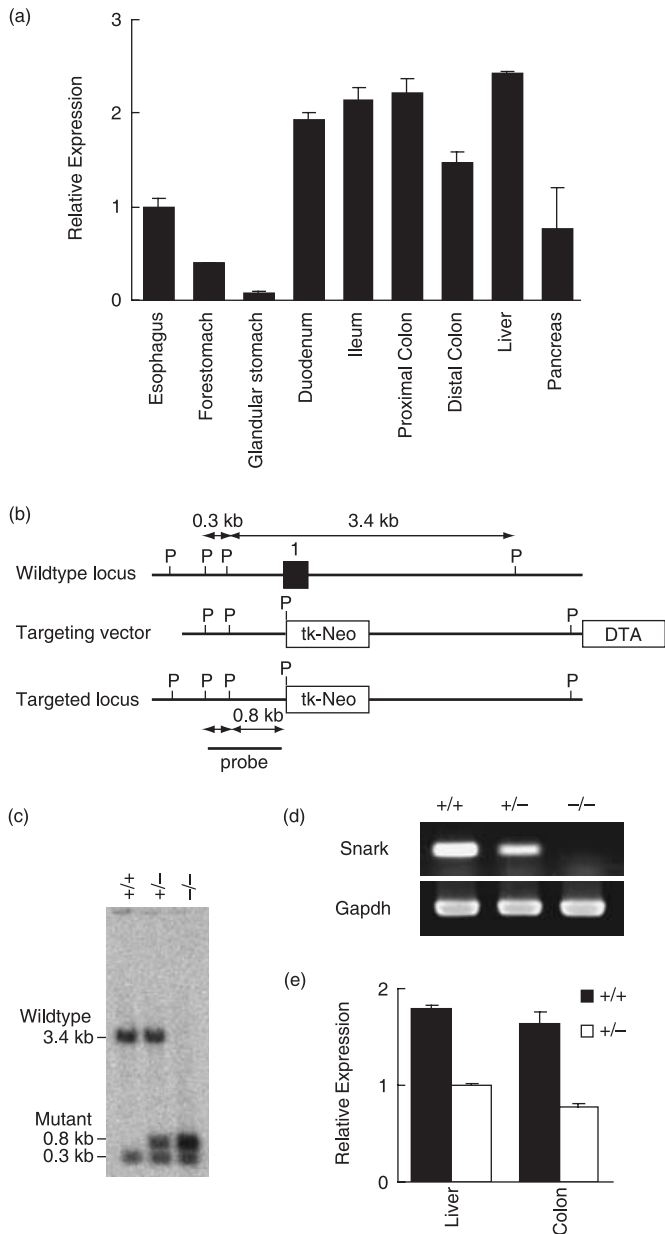 (a)
Relative Expression
3
2
1
0
Esophagus
Forestomach
Glandular stomach
Duodenum
Ileum
Proximal Colon
Distal Colon
Liver
Pancreas
(b)
0.3 kb 3.4 kb
P P P 1 P
Wildtype locus
P P P P
Targeting vector tk-Neo DTA
P P P P P
Targeted locus tk-Neo
0.8 kb
probe
(c)
+/+ +/– –/–
Wildtype
3.4 kb
Mutant
0.8 kb
0.3 kb
(d)
+/+ +/– –/–
Snark
Gapdh
(e)
Relative Expression
2
1
0
+/+
+/–
Liver
Colon